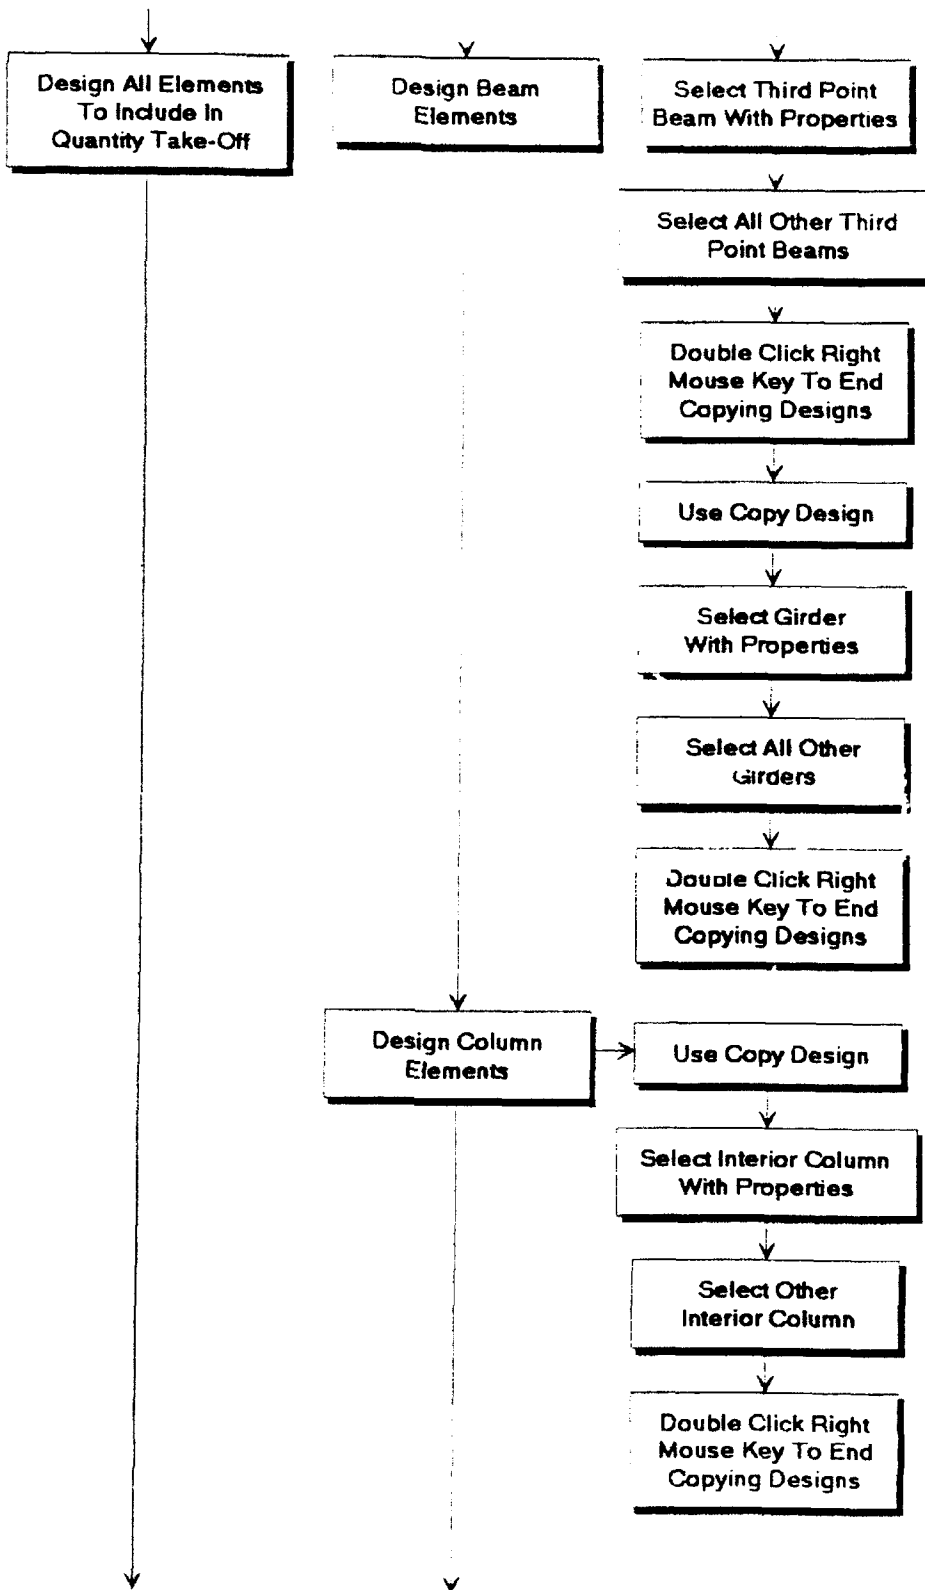 Design All Elements
To Include In
Quantity Take-Off
Design Beam
Elements
Select Third Point
Beam With Properties
Select All Other Third
Point Beams
Double Click Right
Mouse Key To End
Copying Designs
Use Copy Design
Select Girder
With Properties
Select All Other
Girders
Double Click Right
Mouse Key To End
Copying Designs
Design Column
Elements
Use Copy Design
Select Interior Column
With Properties
Select Other
Interior Column
Double Click Right
Mouse Key To End
Copying Designs